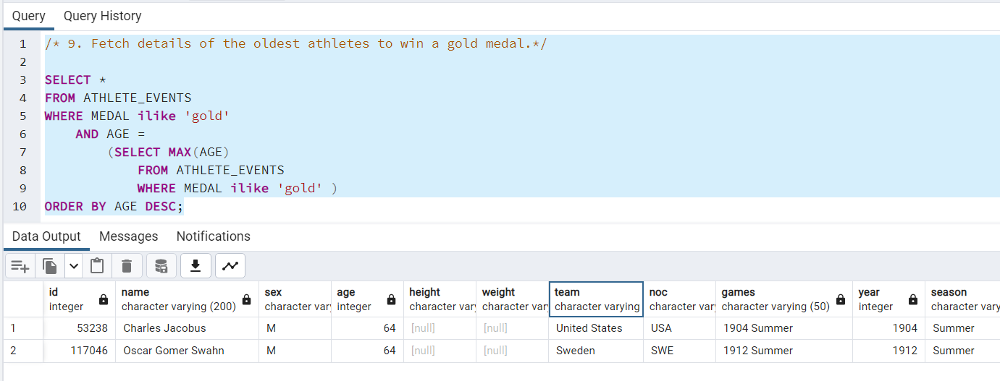 Query Query History
1 /* 9. Fetch details of the oldest athletes to win a gold medal.*/
2
3 SELECT *
4 FROM ATHLETE_EVENTS
5 WHERE MEDAL ilike 'gold'
6 AND AGE =
7 (SELECT MAX(AGE)
8 FROM ATHLETE_EVENTS
9 WHERE MEDAL ilike 'gold' )
10 ORDER BY AGE DESC;
Data Output Messages Notifications
id name sex age height weight team noc games year season
integer character varying (200) character var integer character var character var character varying character var character varying (50) integer character vary
1 53238 Charles Jacobus M 64 [null] [null] United States USA 1904 Summer 1904 Summer
2 117046 Oscar Gomer Swahn M 64 [null] [null] Sweden SWE 1912 Summer 1912 Summer